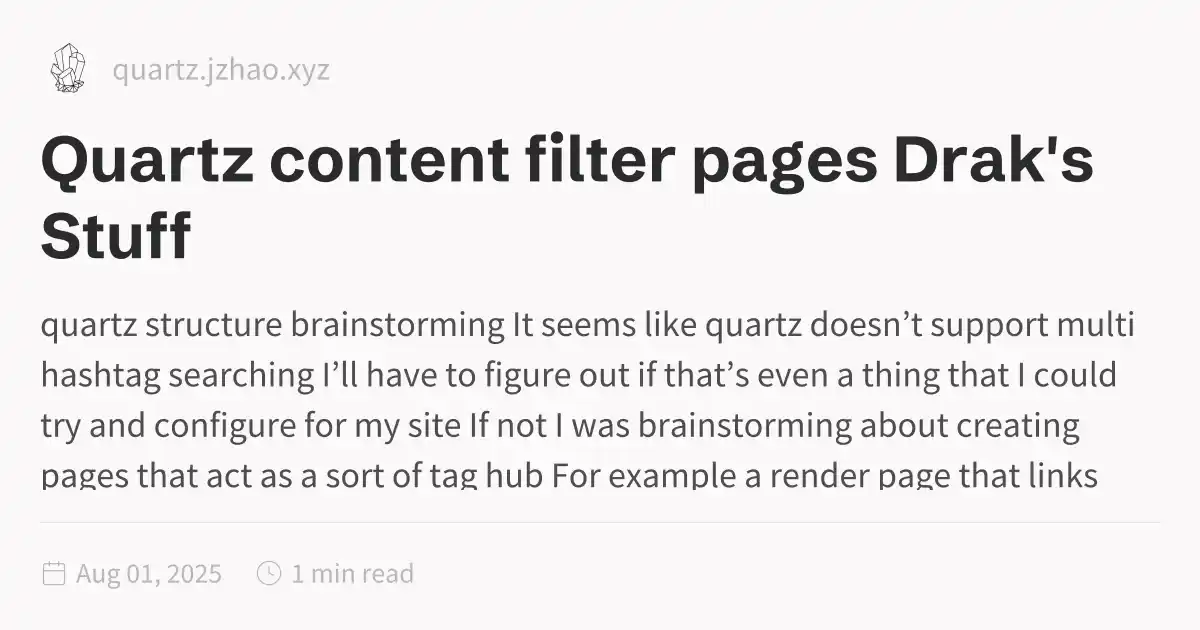 quartz.jzhao.xyz
Quartz content filter pages Drak's
Stuff
quartz structure brainstorming It seems like quartz doesn’t support multi
hashtag searching I’ll have to figure out if that’s even a thing that I could
try and configure for my site If not I was brainstorming about creating
pages that act as a sort of tag hub For example a render page that links
Aug 01, 2025 1 min read